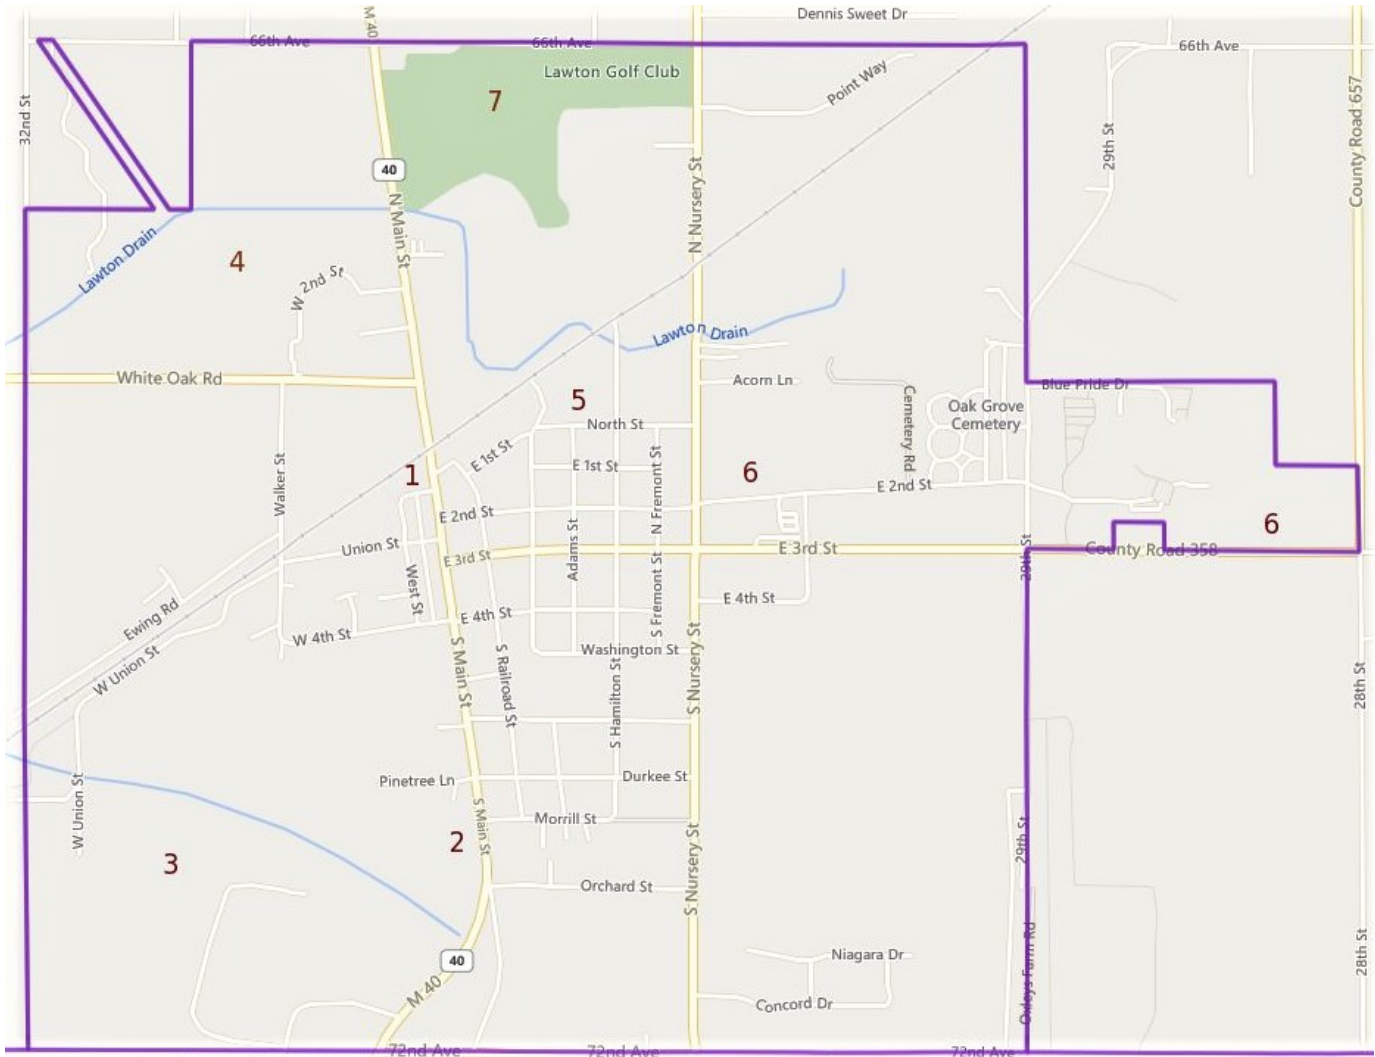 Dennis Sweet Dr
M 40
66th Ave
66th Ave
66th Ave
Lawton Golf Club
Point Way
7
32nd St
29th St
County Road 657
40
N Main St
N Nursery St
Lawton Drain
4
W 2nd St
Lawton Drain
White Oak Rd
Acorn Ln
Blue Pride Dr
5
Oak Grove
Cemetery
Cemetery Rd
North St
E 1st St
E 1st St
N Fremont St
1
6
Walker St
E 2nd St
E 2nd St
6
Union St
E 3rd St
Adams St
E 3rd St
County Road 358
29th St
West St
S Fremont St
E 4th St
E 4th St
Ewing Rd
W 4th St
W Union St
Washington St
S Main St
S Railroad St
S Hamilton St
S Nursery St
28th St
Pinetree Ln
Durkee St
W Union St
S Main St
Morrill St
2
3
29th St
S Nursery St
Orchard St
40
Niagara Dr
28th St
M 40
Concord Dr
Oxleys Farm Rd
72nd Ave
72nd Ave
72nd Ave